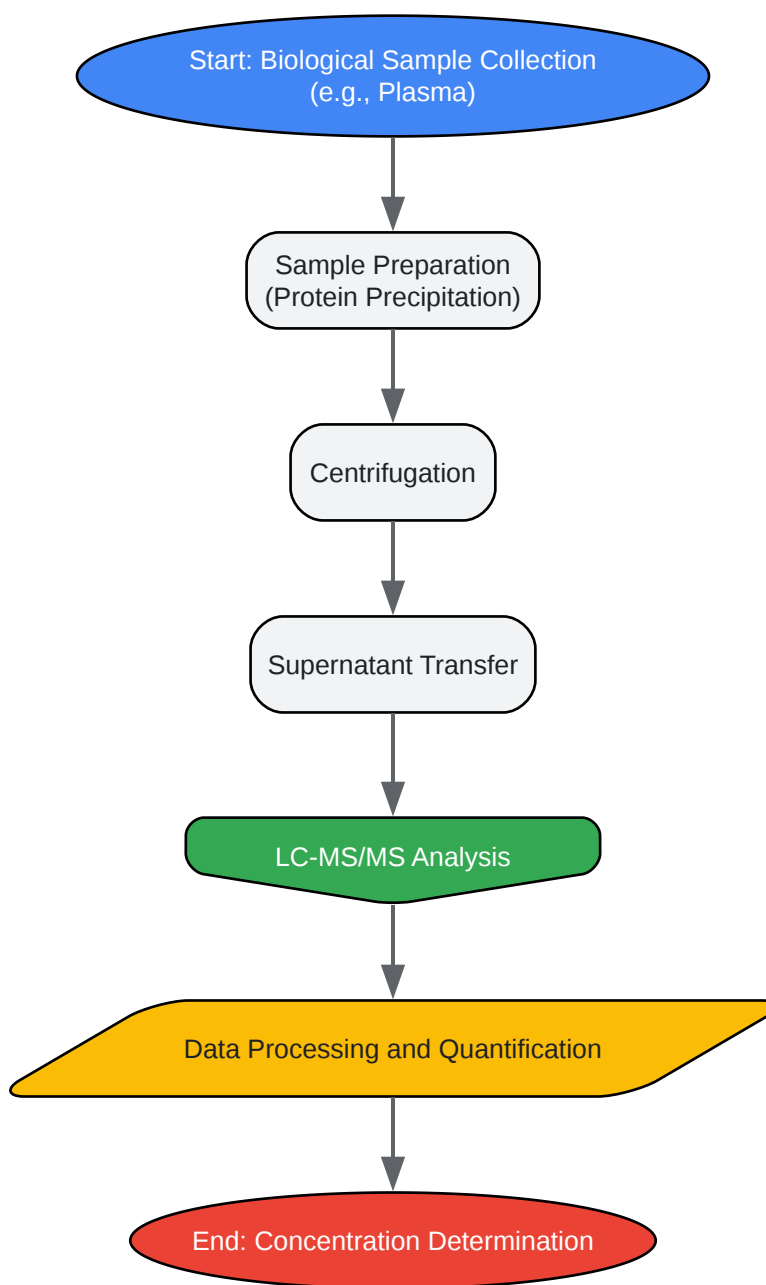 Start: Biological Sample Collection
(e.g., Plasma)
Sample Preparation
(Protein Precipitation)
Centrifugation
Supernatant Transfer
LC-MS/MS Analysis
Data Processing and Quantification
End: Concentration Determination